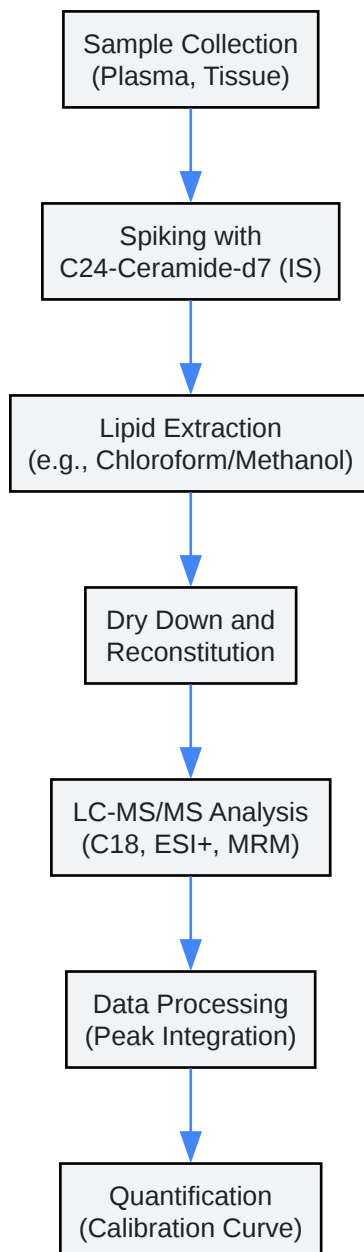 Sample Collection
(Plasma, Tissue)
Spiking with
C24-Ceramide-d7 (IS)
Lipid Extraction
(e.g., Chloroform/Methanol)
Dry Down and
Reconstitution
LC-MS/MS Analysis
(C18, ESI+, MRM)
Data Processing
(Peak Integration)
Quantification
(Calibration Curve)